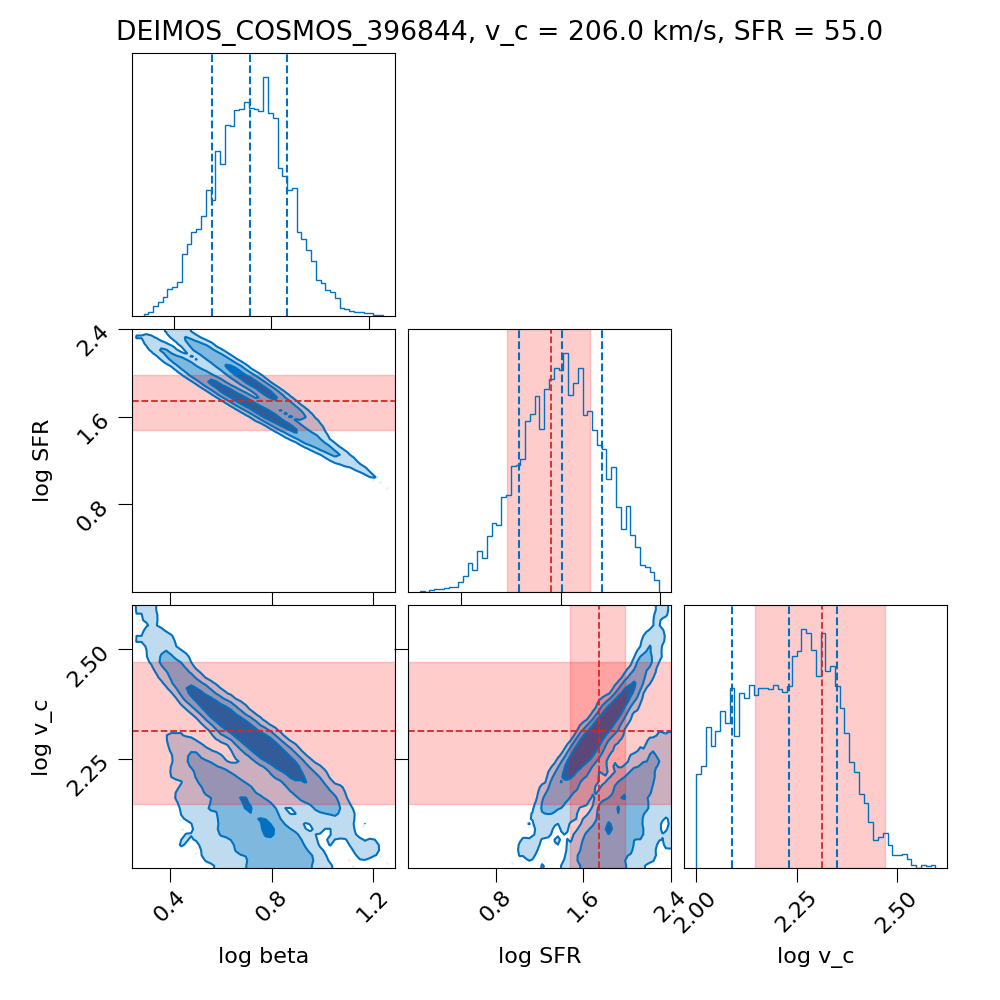 DEIMOS_COSMOS_396844, v_c = 206.0 km/s, SFR = 55.0
2.4
1.6
0.8
log SFR
2.50
2.25
log v_c
0.4
0.8
1.2
0.8
1.6
2.4
2.00
2.25
2.50
log beta
log SFR
log v_c